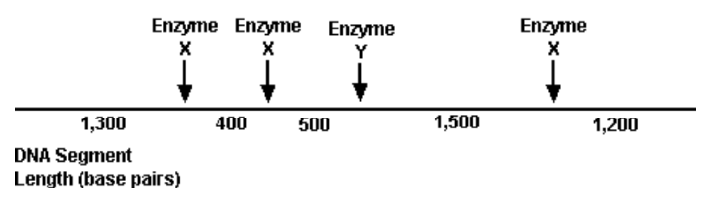 Enzyme Enzyme Enzyme Enzyme
X X Y X
1,300 400 500 1,500 1,200
DNA Segment
Length (base pairs)